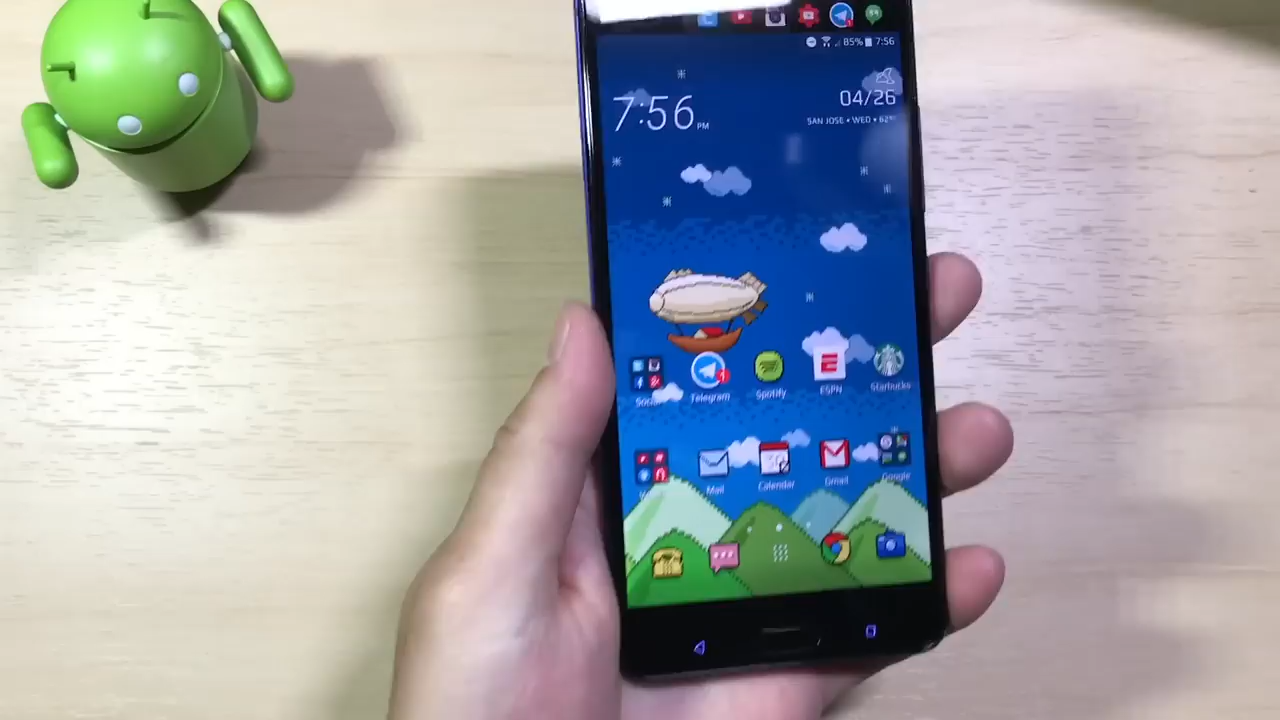 85% 7:56
7:56 PM
04/26
SAN JOSE • WED • 62°
Telegram
Spotify
ESPN
Starbucks
Mail
Calendar
Gmail
Google